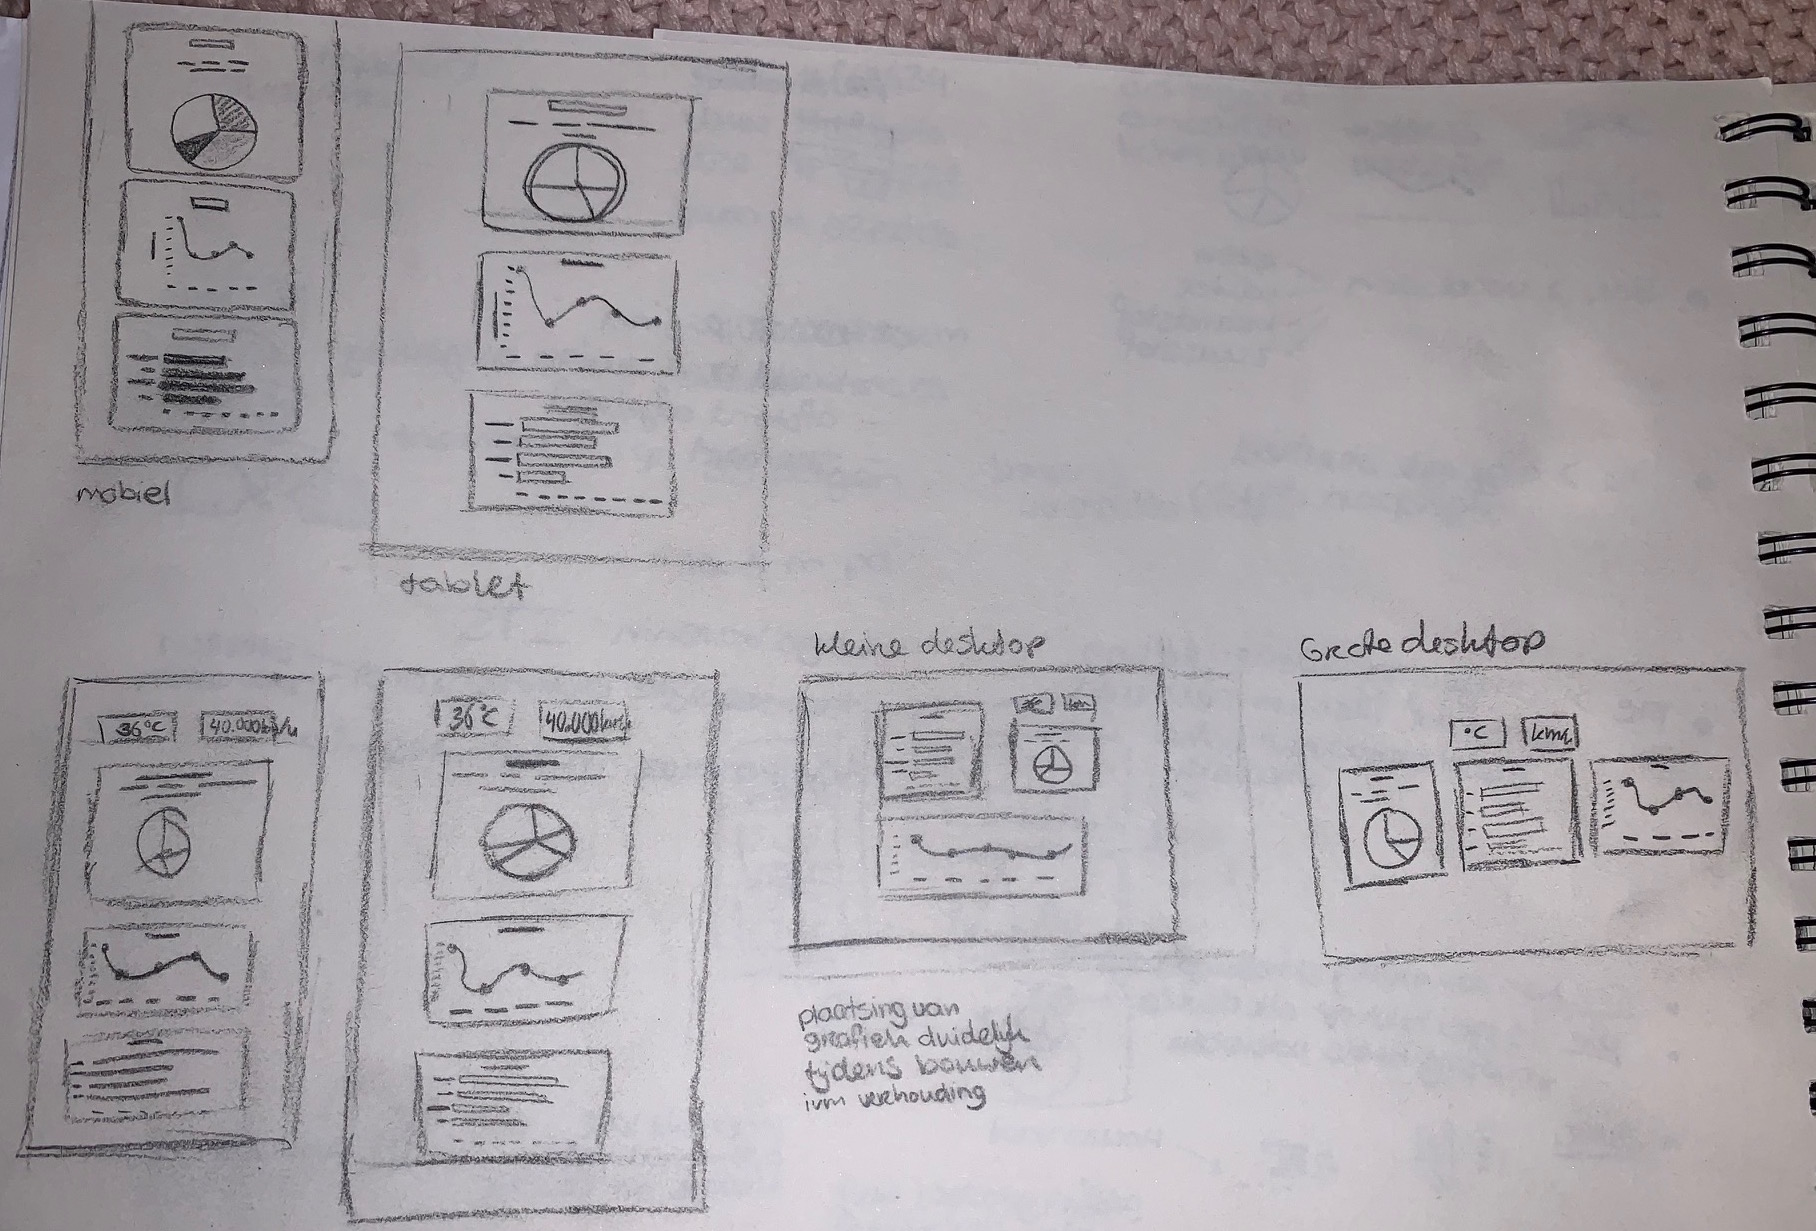 mobiel
tablet
kleine desktop
Grote desktop
36°C
40.000km/u
36°C
40.000km/u
km
°C
km/u
plaatsing van
grafiek duidelijk
tijdens bouwen
ivm verhouding